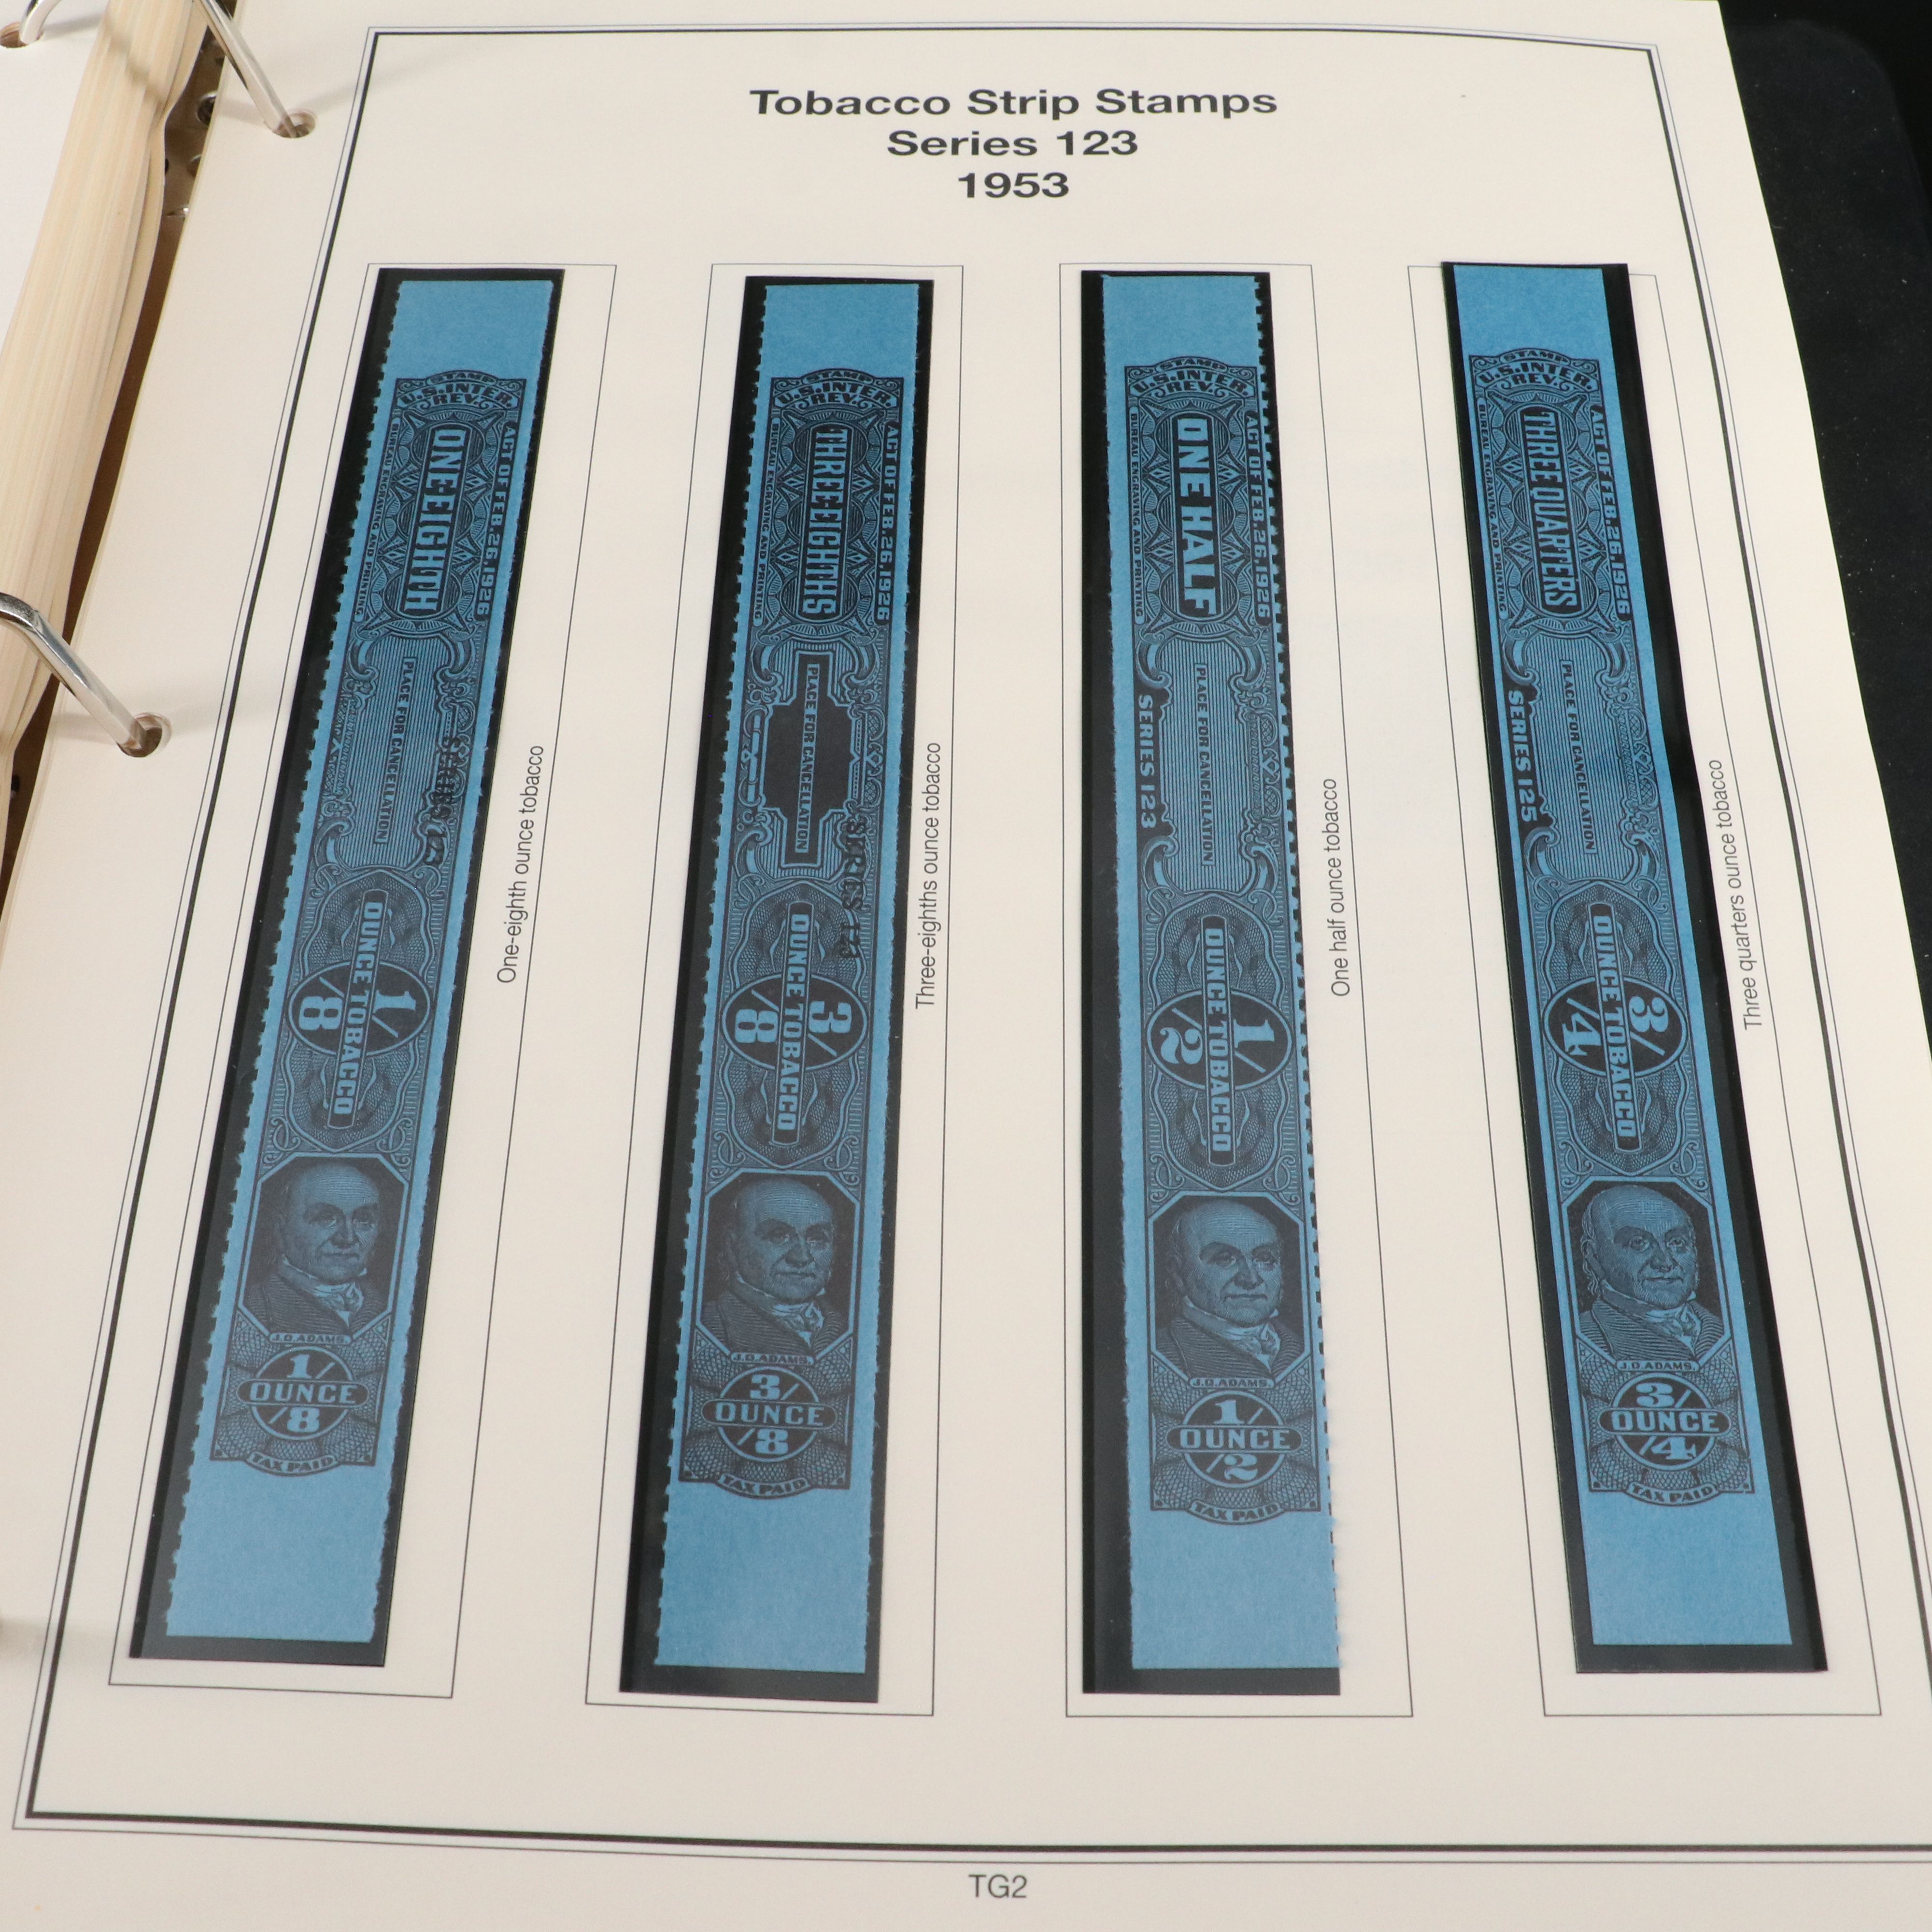 Tobacco Strip Stamps
Series 123
1953
STAMP
U.S. INTER.
REV.
ACT OF FEB. 26, 1926
ONE-EIGHTH
BUREAU ENGRAVING AND PRINTING
PLACE FOR CANCELLATION
SERIES 123
1/8
OUNCE TOBACCO
J.Q. ADAMS.
1/8
OUNCE
TAX PAID
One-eighth ounce tobacco
STAMP
U.S. INTER.
REV.
ACT OF FEB. 26, 1926
THREE-EIGHTHS
BUREAU ENGRAVING AND PRINTING
PLACE FOR CANCELLATION
SERIES 123
3/8
OUNCE TOBACCO
J.Q. ADAMS.
3/8
OUNCE
TAX PAID
Three-eighths ounce tobacco
STAMP
U.S. INTER.
REV.
ACT OF FEB. 26, 1926
ONE HALF
BUREAU ENGRAVING AND PRINTING
PLACE FOR CANCELLATION
SERIES 123
1/2
OUNCE TOBACCO
J.Q. ADAMS.
1/2
OUNCE
TAX PAID
One half ounce tobacco
STAMP
U.S. INTER.
REV.
ACT OF FEB. 26, 1926
THREE QUARTERS
BUREAU ENGRAVING AND PRINTING
PLACE FOR CANCELLATION
SERIES 125
3/4
OUNCE TOBACCO
J.Q. ADAMS.
3/4
OUNCE
TAX PAID
Three quarters ounce tobacco
TG2